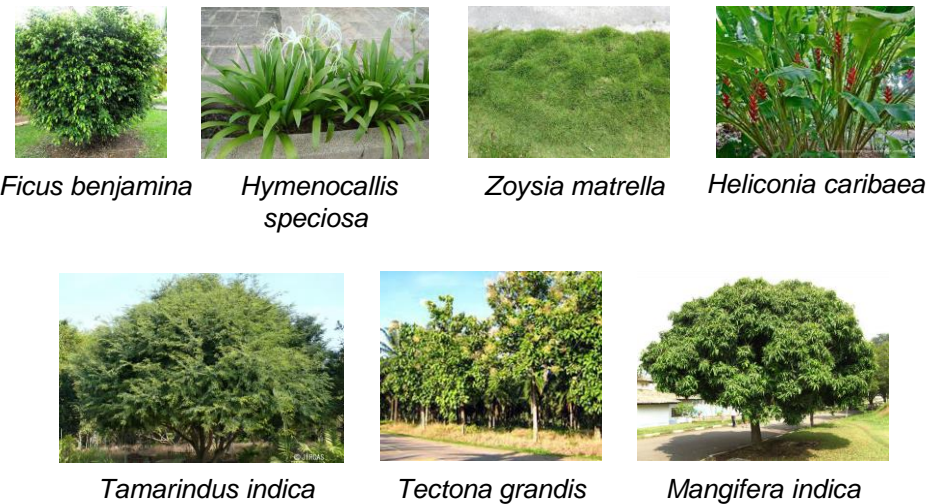 Ficus benjamina
Hymenocallis
speciosa
Zoysia matrella
Heliconia caribaea
Tamarindus indica
Tectona grandis
Mangifera indica